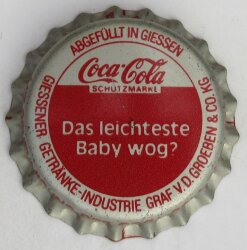 ABGEFÜLLT IN GIESSEN
Coca-Cola
SCHUTZMARKE
Das leichteste
Baby wog?
GIESSENER GETRÄNKE-INDUSTRIE GRAF V.D. GROEBEN & CO. KG